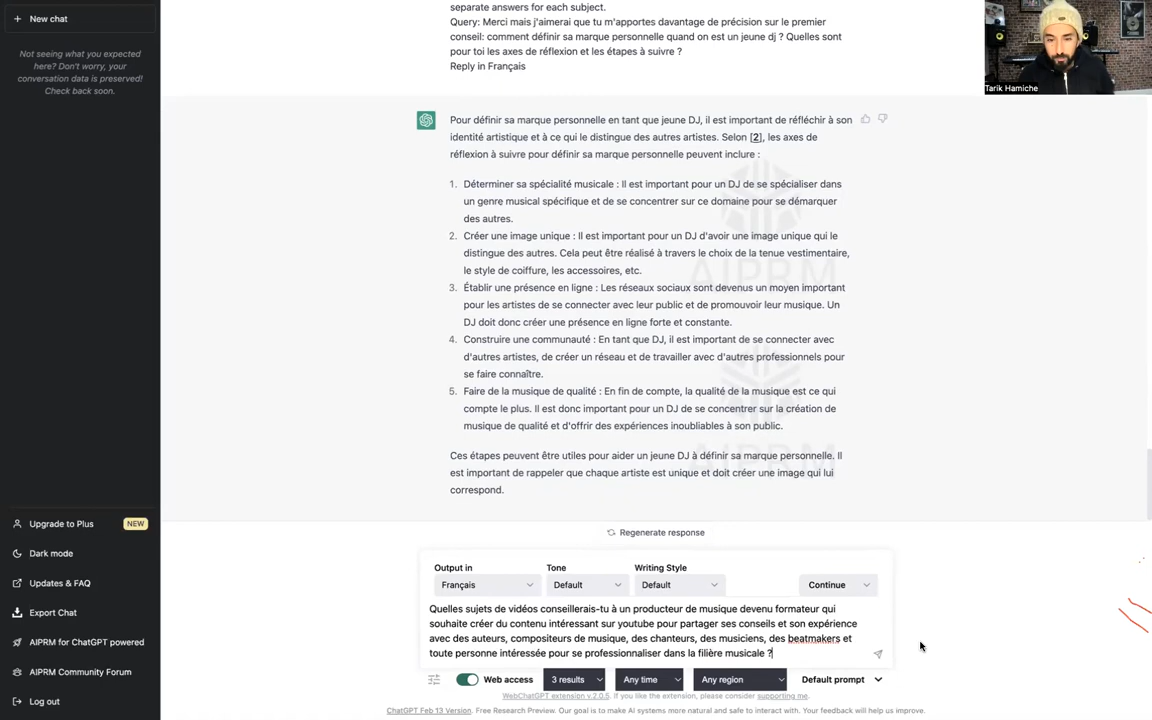 New chat
Not seeing what you expected
here? Don't worry, your
conversation data is preserved!
Check back soon.
separate answers for each subject.
Query: Merci mais j'aimerai que tu m'apportes davantage de précision sur le premier
conseil: comment définir sa marque personnelle quand on est un jeune dj ? Quelles sont
pour toi les axes de réflexion et les étapes à suivre ?
Reply in Français
Tarik Hamiche
Pour définir sa marque personnelle en tant que jeune DJ, il est important de réfléchir à son
identité artistique et à ce qui le distingue des autres artistes. Selon [2], les axes de
réflexion à suivre pour définir sa marque personnelle peuvent inclure :
1. Déterminer sa spécialité musicale : Il est important pour un DJ de se spécialiser dans
un genre musical spécifique et de se concentrer sur ce domaine pour se démarquer
des autres.
2. Créer une image unique : Il est important pour un DJ d'avoir une image unique qui le
distingue des autres. Cela peut être réalisé à travers le choix de la tenue vestimentaire,
le style de coiffure, les accessoires, etc.
3. Établir une présence en ligne : Les réseaux sociaux sont devenus un moyen important
pour les artistes de se connecter avec leur public et de promouvoir leur musique. Un
DJ doit donc créer une présence en ligne forte et constante.
4. Construire une communauté : En tant que DJ, il est important de se connecter avec
d'autres artistes, de créer un réseau et de travailler avec d'autres professionnels pour
se faire connaître.
5. Faire de la musique de qualité : En fin de compte, la qualité de la musique est ce qui
compte le plus. Il est donc important pour un DJ de se concentrer sur la création de
musique de qualité et d'offrir des expériences inoubliables à son public.
Ces étapes peuvent être utiles pour aider un jeune DJ à définir sa marque personnelle. Il
est important de rappeler que chaque artiste est unique et doit créer une image qui lui
correspond.
AIPRM
AIPRM
Regenerate response
Output in Tone Writing Style
Français Default Default Continue
Quelles sujets de vidéos conseillerais-tu à un producteur de musique devenu formateur qui
souhaite créer du contenu intéressant sur youtube pour partager ses conseils et son expérience
avec des auteurs, compositeurs de musique, des chanteurs, des musiciens, des beatmakers et
toute personne intéressée pour se professionnaliser dans la filière musicale ?
Web access 3 results Any time Any region Default prompt
WebChatGPT extension v.2.0.5. If you like the extension, please consider supporting me.
ChatGPT Feb 13 Version. Free Research Preview. Our goal is to make AI systems more natural and safe to interact with. Your feedback will help us improve.
Upgrade to Plus NEW
Dark mode
Updates & FAQ
Export Chat
AIPRM for ChatGPT powered
AIPRM Community Forum
Log out